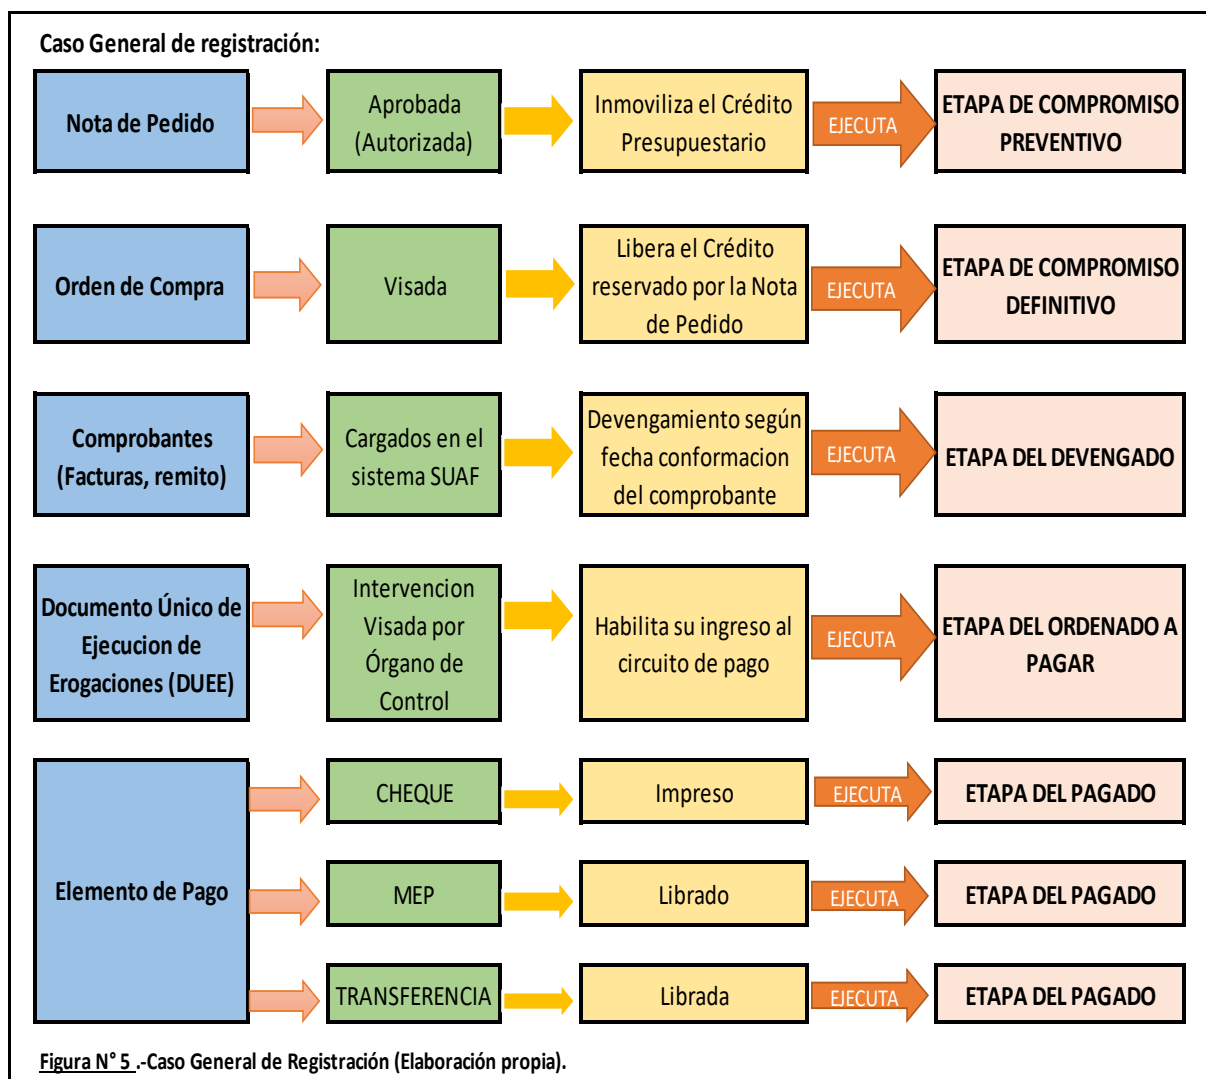 Caso General de registración:
Nota de Pedido
Aprobada
(Autorizada)
Inmoviliza el Crédito
Presupuestario
EJECUTA
ETAPA DE COMPROMISO
PREVENTIVO
Orden de Compra
Visada
Libera el Crédito
reservado por la Nota
de Pedido
EJECUTA
ETAPA DE COMPROMISO
DEFINITIVO
Comprobantes
(Facturas, remito)
Cargados en el
sistema SUAF
Devengamiento según
fecha conformacion
del comprobante
EJECUTA
ETAPA DEL DEVENGADO
Documento Único de
Ejecucion de
Erogaciones (DUEE)
Intervencion
Visada por
Órgano de
Control
Habilita su ingreso al
circuito de pago
EJECUTA
ETAPA DEL ORDENADO A
PAGAR
Elemento de Pago
CHEQUE
Impreso
EJECUTA
ETAPA DEL PAGADO
MEP
Librado
EJECUTA
ETAPA DEL PAGADO
TRANSFERENCIA
Librada
EJECUTA
ETAPA DEL PAGADO
Figura N° 5 .-Caso General de Registración (Elaboración propia).